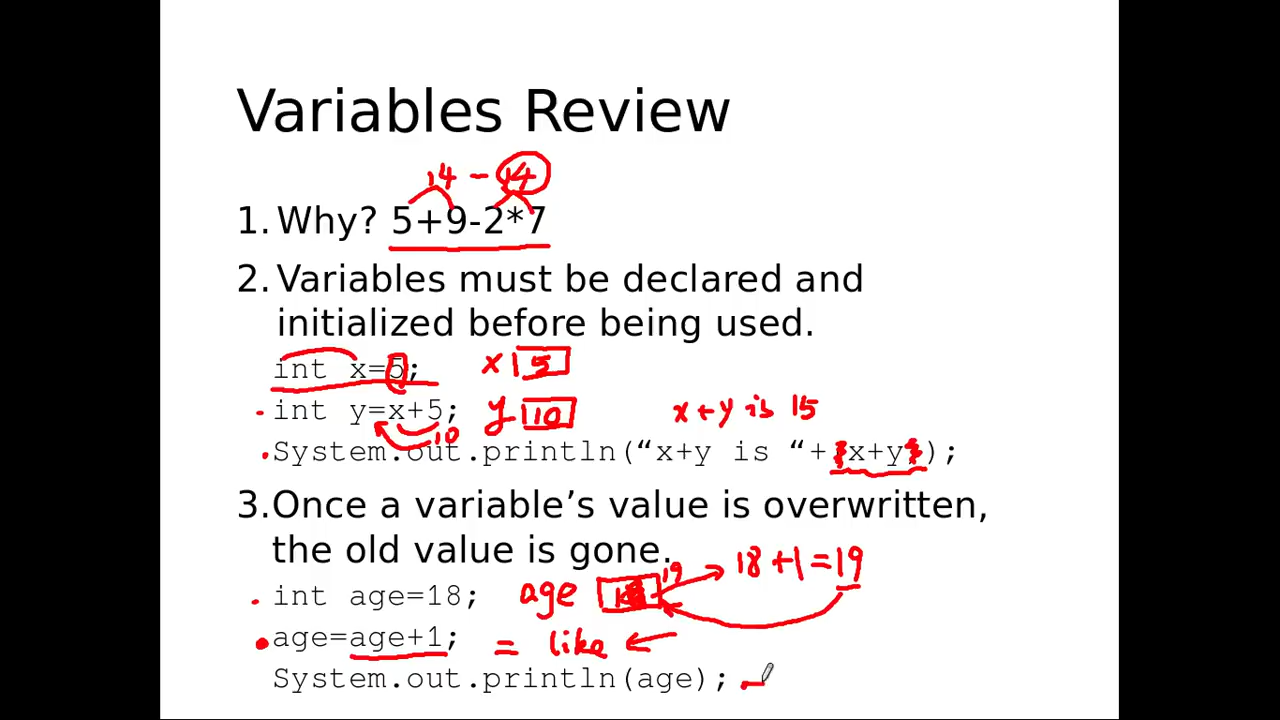 Variables Review
14 - 14
1. Why? 5+9-2*7
2. Variables must be declared and
initialized before being used.
int x=5; x 5
int y=x+5; y 10
10 x+y is 15
System.out.println(“x+y is “+(x+y));
3.Once a variable’s value is overwritten,
the old value is gone.
19 18+1=19
int age=18; age
age=age+1; = like ←
System.out.println(age);